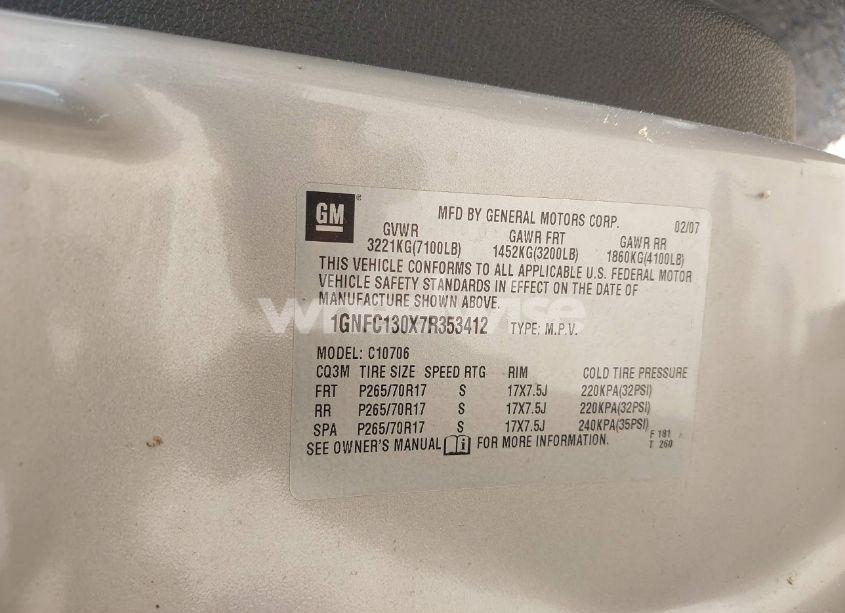 GM
MFD BY GENERAL MOTORS CORP. 02/07
GVWR GAWR FRT GAWR RR
3221KG(7100LB) 1452KG(3200LB) 1860KG(4100LB)
THIS VEHICLE CONFORMS TO ALL APPLICABLE U.S. FEDERAL MOTOR
VEHICLE SAFETY STANDARDS IN EFFECT ON THE DATE OF
MANUFACTURE SHOWN ABOVE.
1GNFC130X7R353412 TYPE: M.P.V.
MODEL: C10706
CQ3M TIRE SIZE SPEED RTG RIM COLD TIRE PRESSURE
FRT P265/70R17 S 17X7.5J 220KPA(32PSI)
RR P265/70R17 S 17X7.5J 220KPA(32PSI)
SPA P265/70R17 S 17X7.5J 240KPA(35PSI)
SEE OWNER'S MANUAL FOR MORE INFORMATION.
F 181
T 260